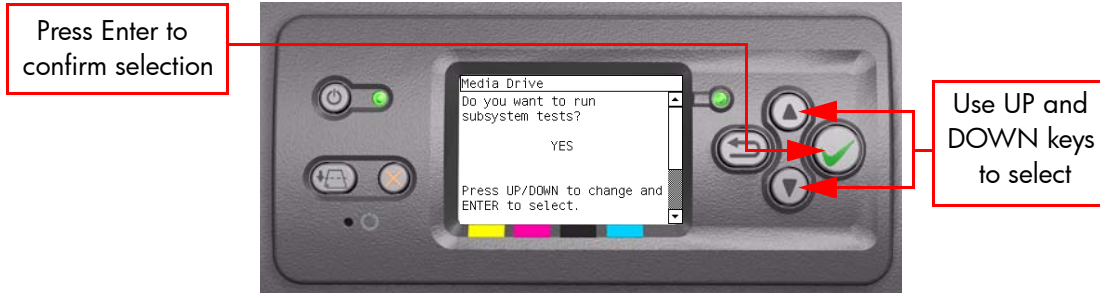 Press Enter to
confirm selection
Media Drive
Do you want to run
subsystem tests?
YES
Press UP/DOWN to change and
ENTER to select.
Use UP and
DOWN keys
to select